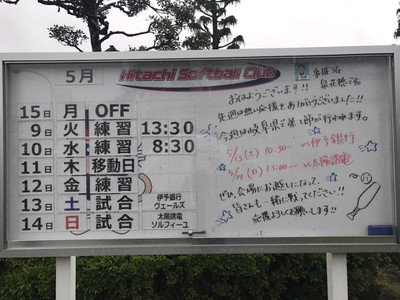 5月
Hitachi Softball Club
15日 月 OFF
9日 火 練習 13:30
10日 水 練習 8:30
11日 木 移動日
12日 金 練習
13日 土 試合 伊予銀行
ヴェールズ
14日 日 試合 太陽誘電
ソルフィーユ
おはようございます!!
先週は熱い応援をありがとうございました!!
今週は岐阜県で第3節が行われます。
5/13(土) 10:30〜 vs 伊予銀行
5/14(日) 13:00〜 vs 太陽誘電
ぜひ、会場にお越しになって、
皆さんも一緒に戦ってください!!
応援よろしくお願いします!!